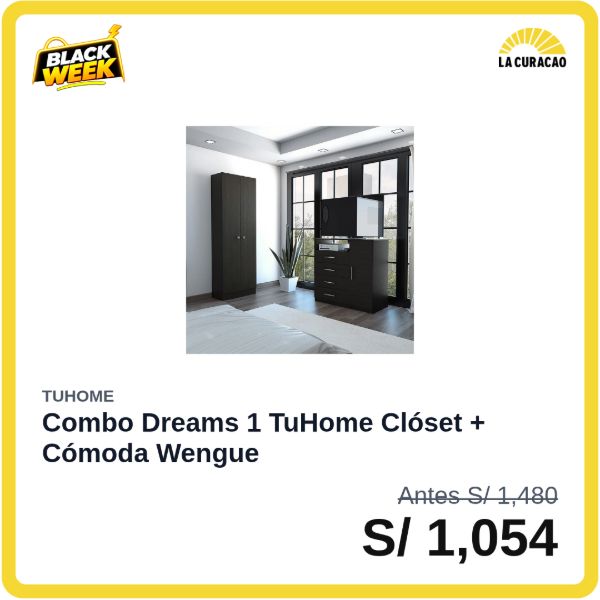 BLACK
WEEK
LA CURACAO
TUHOME
Combo Dreams 1 TuHome Clóset +
Cómoda Wengue
Antes S/ 1,480
S/ 1,054